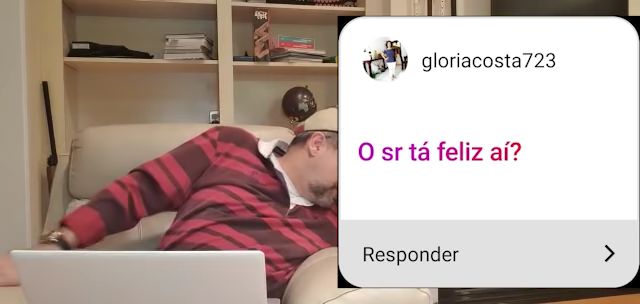 gloriacosta723
O sr tá feliz aí?
Responder